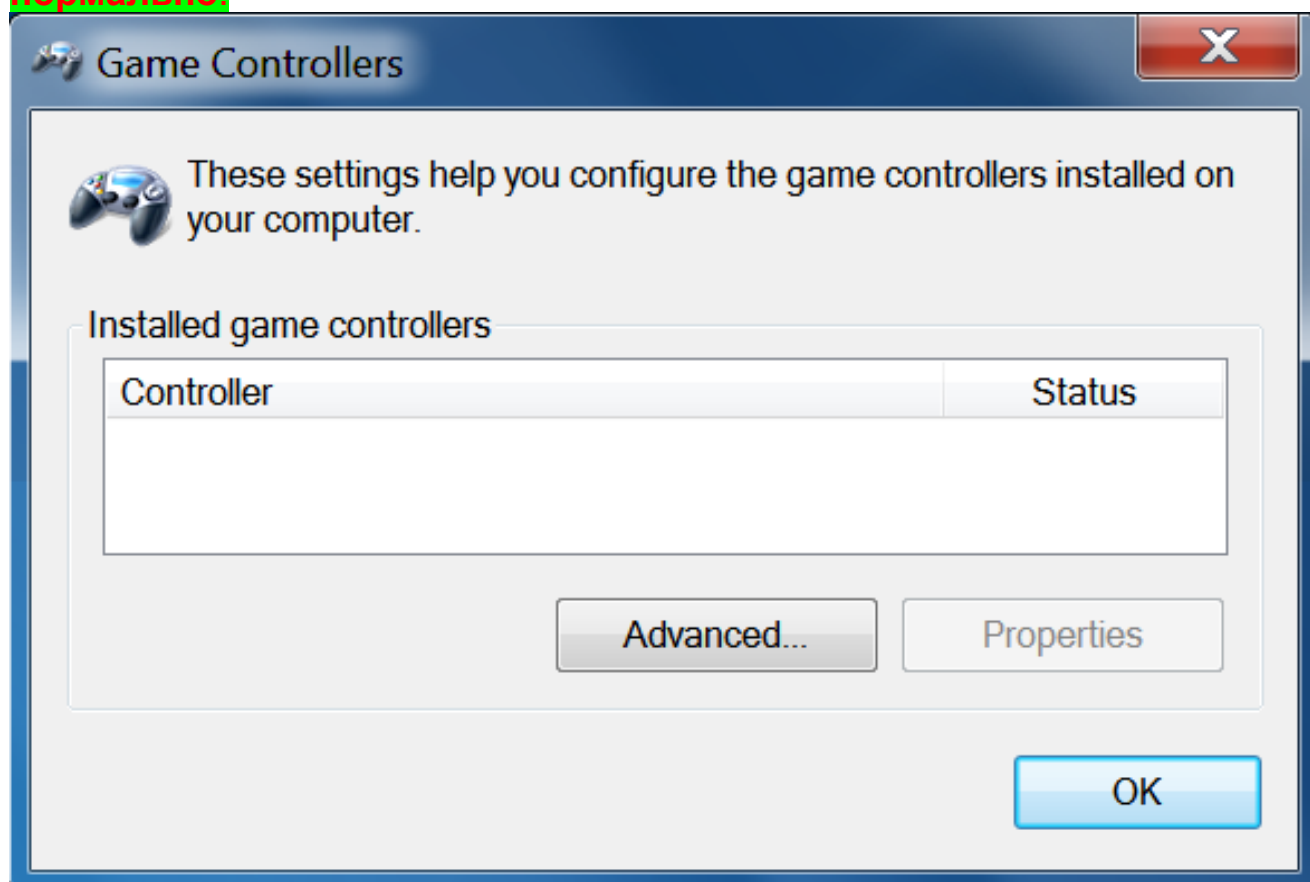 нормально!
Game Controllers
These settings help you configure the game controllers installed on
your computer.
Installed game controllers
Controller Status
Advanced... Properties
OK